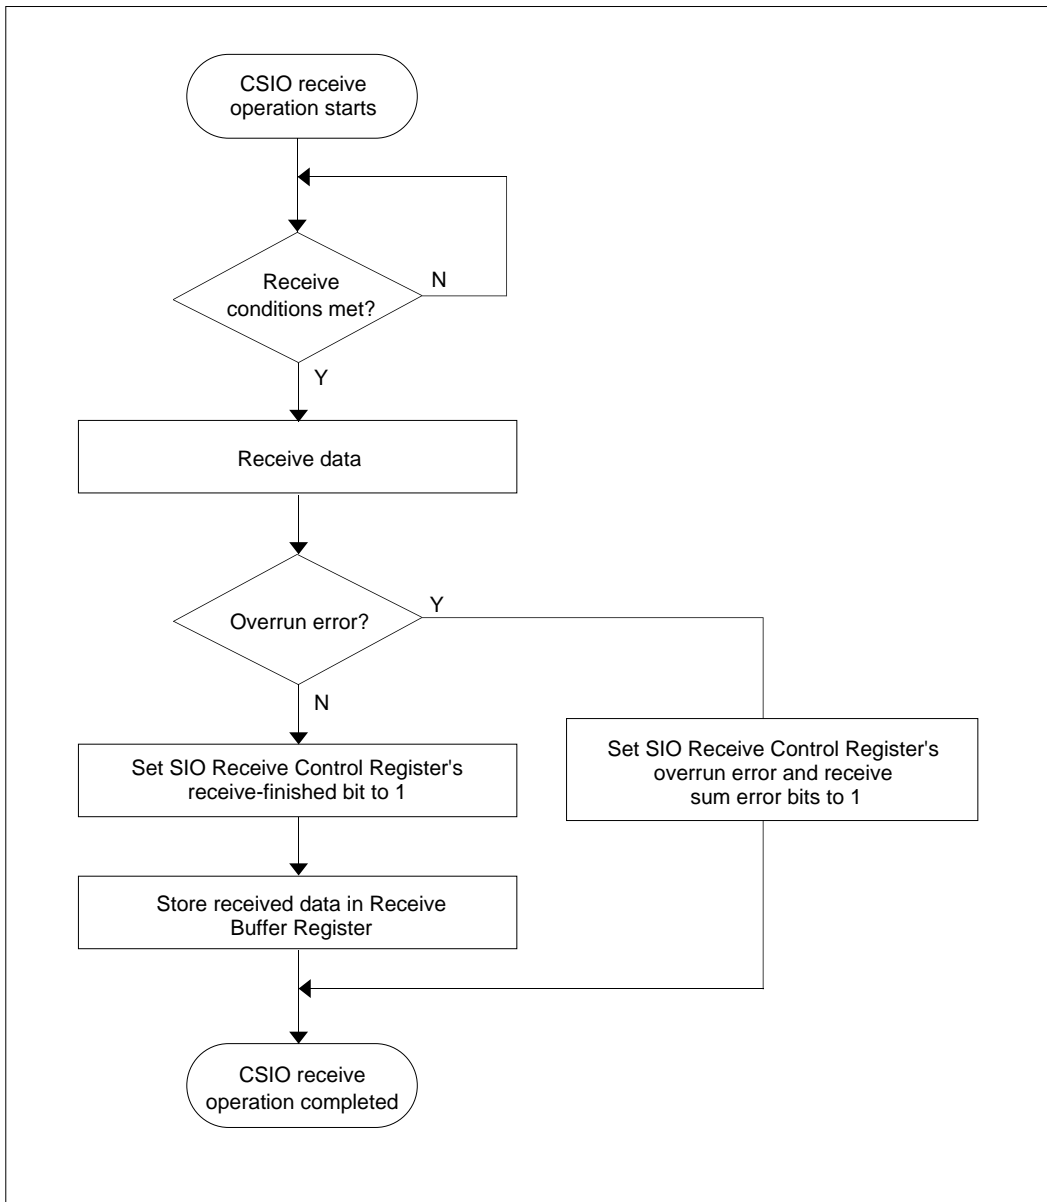 CSIO receive
operation starts
Receive
conditions met?
N
Y
Receive data
Overrun error?
Y
N
Set SIO Receive Control Register's
receive-finished bit to 1
Set SIO Receive Control Register's
overrun error and receive
sum error bits to 1
Store received data in Receive
Buffer Register
CSIO receive
operation completed